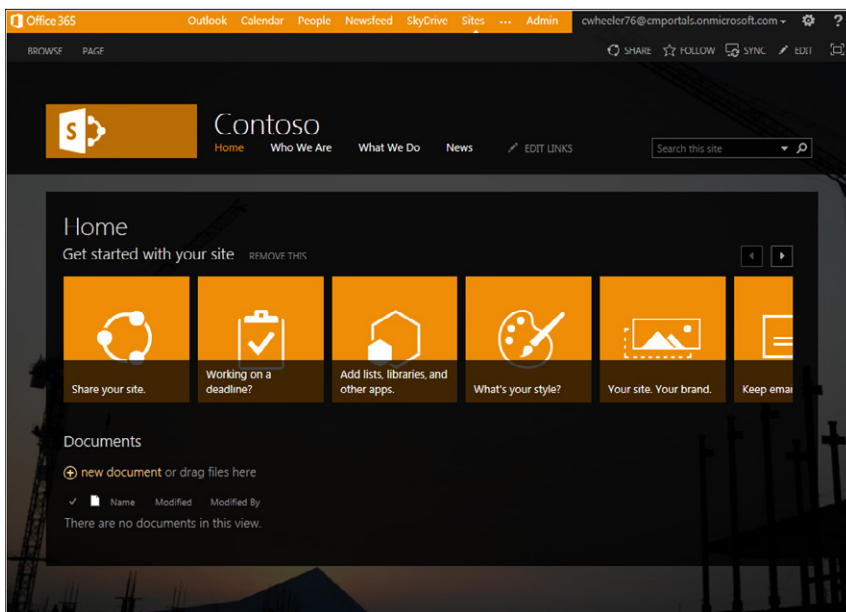 Office 365 Outlook Calendar People Newsfeed SkyDrive Sites ... Admin cwheeler76@cmportals.onmicrosoft.com ?
BROWSE PAGE SHARE FOLLOW SYNC EDIT
S
Contoso
Home Who We Are What We Do News EDIT LINKS Search this site
Home
Get started with your site REMOVE THIS
Share your site.
Working on a
deadline?
Add lists, libraries, and
other apps.
What's your style?
Your site. Your brand.
Keep emai
Documents
new document or drag files here
Name Modified Modified By
There are no documents in this view.